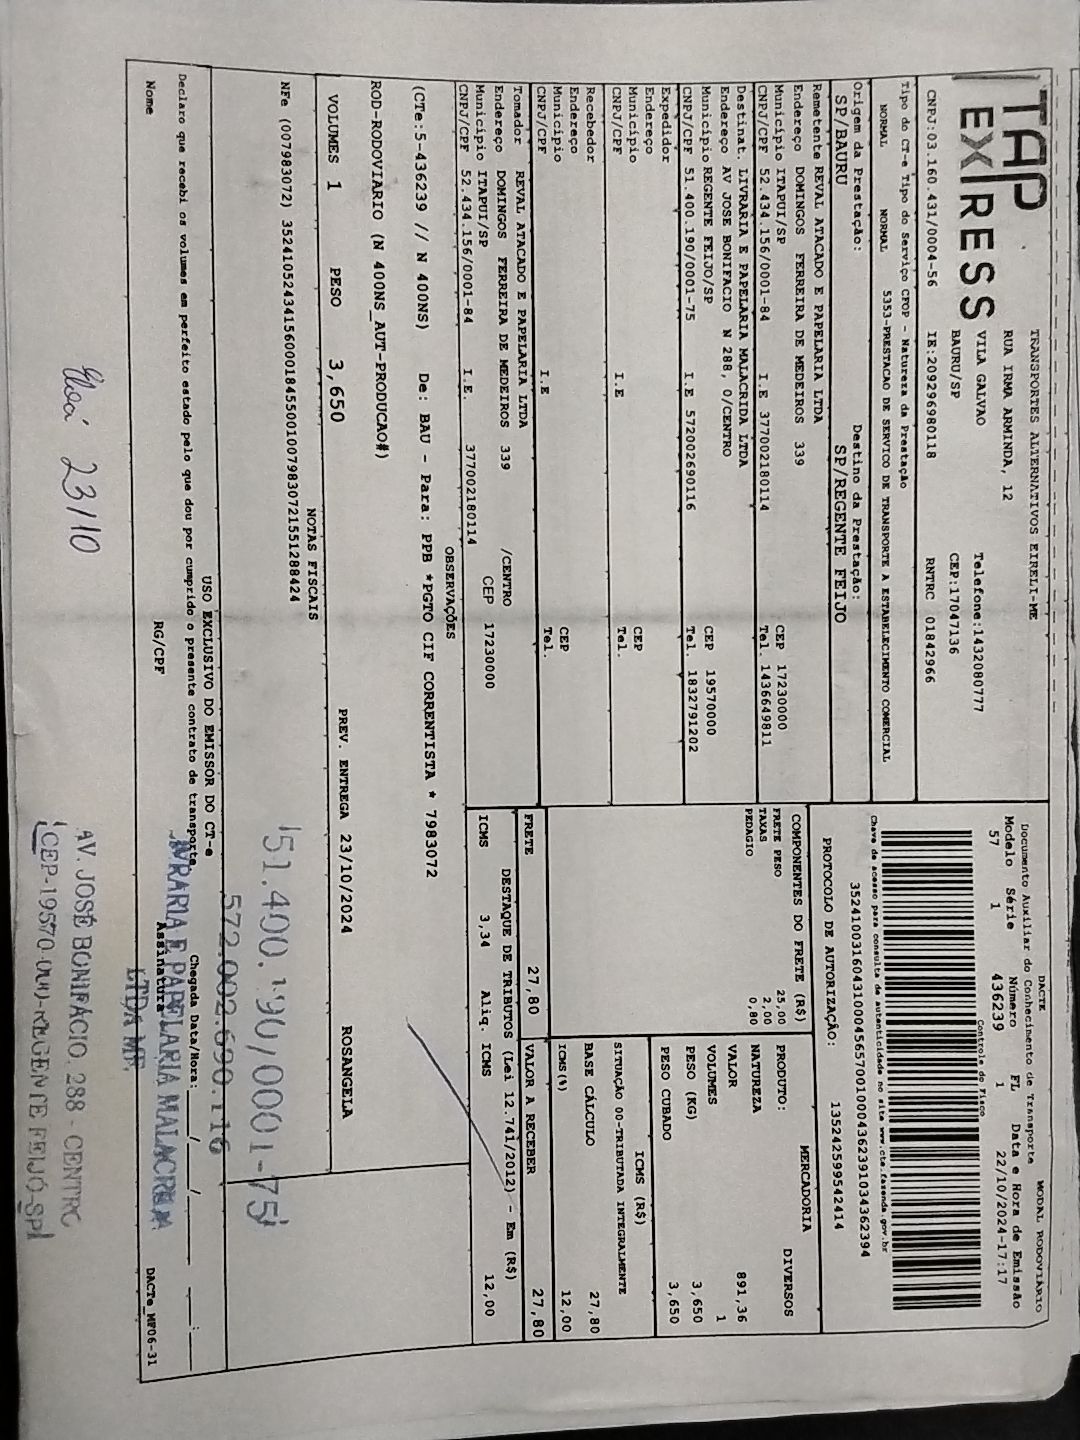 TAP
EXPRESS
TRANSPORTES ALTERNATIVOS EIRELI-ME
RUA IRMA ARMINDA, 12
VILA GALVAO
BAURU/SP
Telefone:1432080777
CEP:17047136
CNPJ:03.160.431/0004-56 IE:209296980118 RNTRC 01842966
DACTE MODAL RODOVIÁRIO
Documento Auxiliar do Conhecimento de Transporte
Modelo Série Número FL Data e Hora de Emissão
57 1 436239 1 22/10/2024-17:17
Controle do Fisco
Chave de acesso para consulta de autenticidade no site www.cte.fazenda.gov.br
35241003160431000456570010004362391034362394
PROTOCOLO DE AUTORIZAÇÃO: 135242599542414
Tipo do CT-e Tipo do Serviço CFOP - Natureza da Prestação
NORMAL NORMAL 5353-PRESTACAO DE SERVICO DE TRANSPORTE A ESTABELECIMENTO COMERCIAL
Origem da Prestação: Destino da Prestação:
SP/BAURU SP/REGENTE FEIJO
Remetente REVAL ATACADO E PAPELARIA LTDA
Endereço DOMINGOS FERREIRA DE MEDEIROS 339
Município ITAPUI/SP CEP 17230000
CNPJ/CPF 52.434.156/0001-84 I.E 377002180114 Tel. 1436649811
Destinat. LIVRARIA E PAPELARIA MALACRIDA LTDA
Endereço AV JOSE BONIFACIO N 288, 0/CENTRO
Município REGENTE FEIJO/SP CEP 19570000
CNPJ/CPF 51.400.190/0001-75 I.E 572002690116 Tel. 1832791202
Expedidor
Endereço
Município CEP
CNPJ/CPF I.E Tel.
Recebedor
Endereço
Município CEP
CNPJ/CPF I.E Tel.
Tomador REVAL ATACADO E PAPELARIA LTDA
Endereço DOMINGOS FERREIRA DE MEDEIROS 339 /CENTRO
Município ITAPUI/SP CEP 17230000
CNPJ/CPF 52.434.156/0001-84 I.E. 377002180114
COMPONENTES DO FRETE (R$)
FRETE PESO 25,00
TAXAS 2,00
PEDAGIO 0,80
PRODUTO: MERCADORIA
NATUREZA DIVERSOS
VALOR 891,36
VOLUMES 1
PESO (KG) 3,650
PESO CUBADO 3,650
ICMS (R$)
SITUAÇÃO 00-TRIBUTADA INTEGRALMENTE
BASE CÁLCULO 27,80
ICMS(%) 12,00
FRETE 27,80 VALOR A RECEBER 27,80
DESTAQUE DE TRIBUTOS (Lei 12.741/2012) - Em (R$)
ICMS 3,34 Aliq. ICMS 12,00
OBSERVAÇÕES
(CTe:5-436239 // N 400NS) De: BAU - Para: PPB *PGTO CIF CORRENTISTA * 7983072
ROD-RODOVIARIO (N 400NS_AUT-PRODUCAO#)
VOLUMES 1 PESO 3,650 PREV. ENTREGA 23/10/2024 ROSANGELA
NOTAS FISCAIS
NFe (007983072) 35241052434156000184550010079830721551288424
USO EXCLUSIVO DO EMISSOR DO CT-e
Declaro que recebi os volumes em perfeito estado pelo que dou por cumprido o presente contrato de transporte
Chegada Data/Hora: / / :
Nome RG/CPF Assinatura
DACTe_MF06-31
51.400.190/0001-75
572.002.690.116
LIVRARIA E PAPELARIA MALACRIDA
LTDA ME
AV. JOSÉ BONIFÁCIO, 288 - CENTRO
CEP-19570-000-REGENTE FEIJÓ-SP
23/10